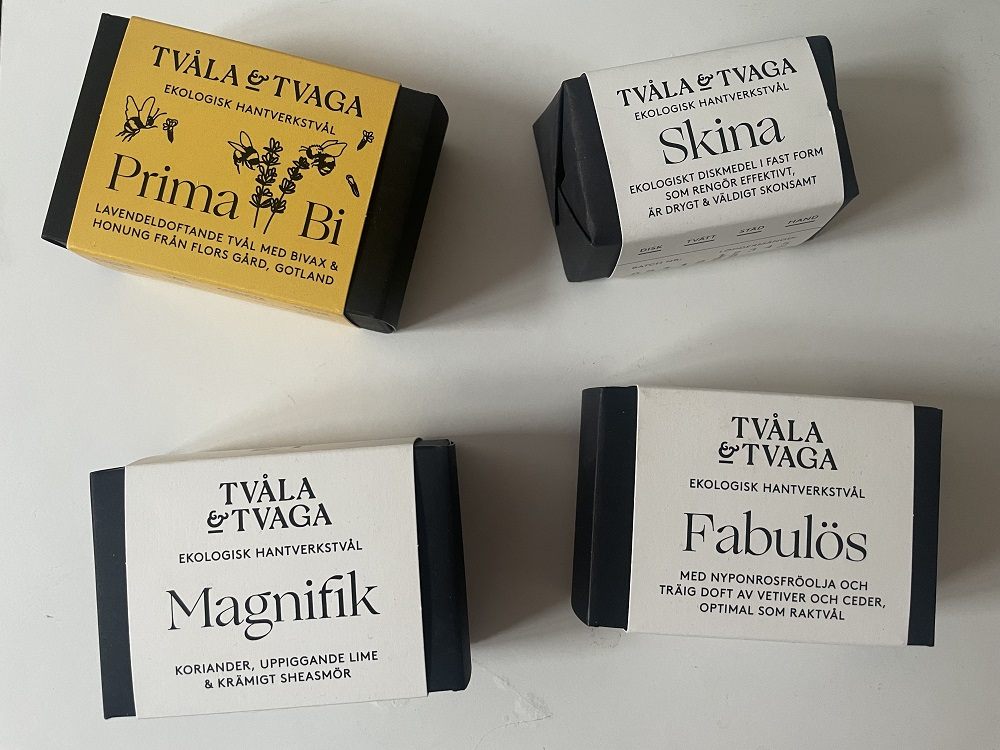 TVÅLA & TVAGA
EKOLOGISK HANTVERKSTVÅL
Prima Bi
LAVENDELDOFTANDE TVÅL MED BIVAX &
HONUNG FRÅN FLORS GÅRD, GOTLAND
TVÅLA & TVAGA
EKOLOGISK HANTVERKSTVÅL
Skina
EKOLOGISKT DISKMEDEL I FAST FORM
SOM RENGÖR EFFEKTIVT,
ÄR DRYGT & VÄLDIGT SKONSAMT
DISK TVÄTT STÄD HAND
BATCH NR:
TVÅLA
& TVAGA
EKOLOGISK HANTVERKSTVÅL
Magnifik
KORIANDER, UPPIGGANDE LIME
& KRÄMIGT SHEASMÖR
TVÅLA
& TVAGA
EKOLOGISK HANTVERKSTVÅL
Fabulös
MED NYPONROSFRÖOLJA OCH
TRÄIG DOFT AV VETIVER OCH CEDER,
OPTIMAL SOM RAKTVÅL